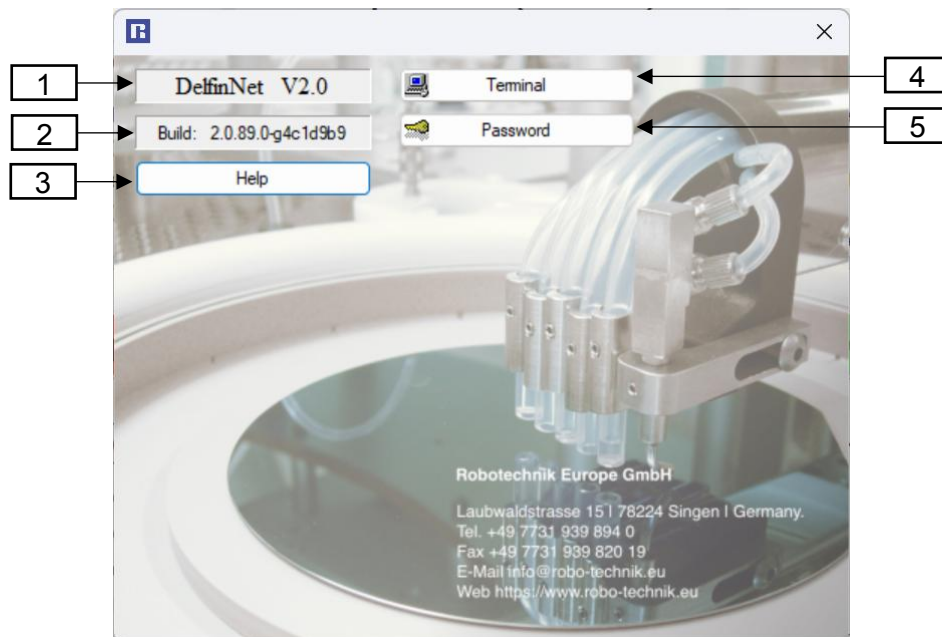 1
DelfinNet V2.0
4
Terminal
2
Build: 2.0.89.0-g4c1d9b9
5
Password
3
Help
Robotechnik Europe GmbH
Laubwaldstrasse 15 I 78224 Singen I Germany.
Tel. +49 7731 939 894 0
Fax +49 7731 939 820 19
E-Mail info@robo-technik.eu
Web https://www.robo-technik.eu